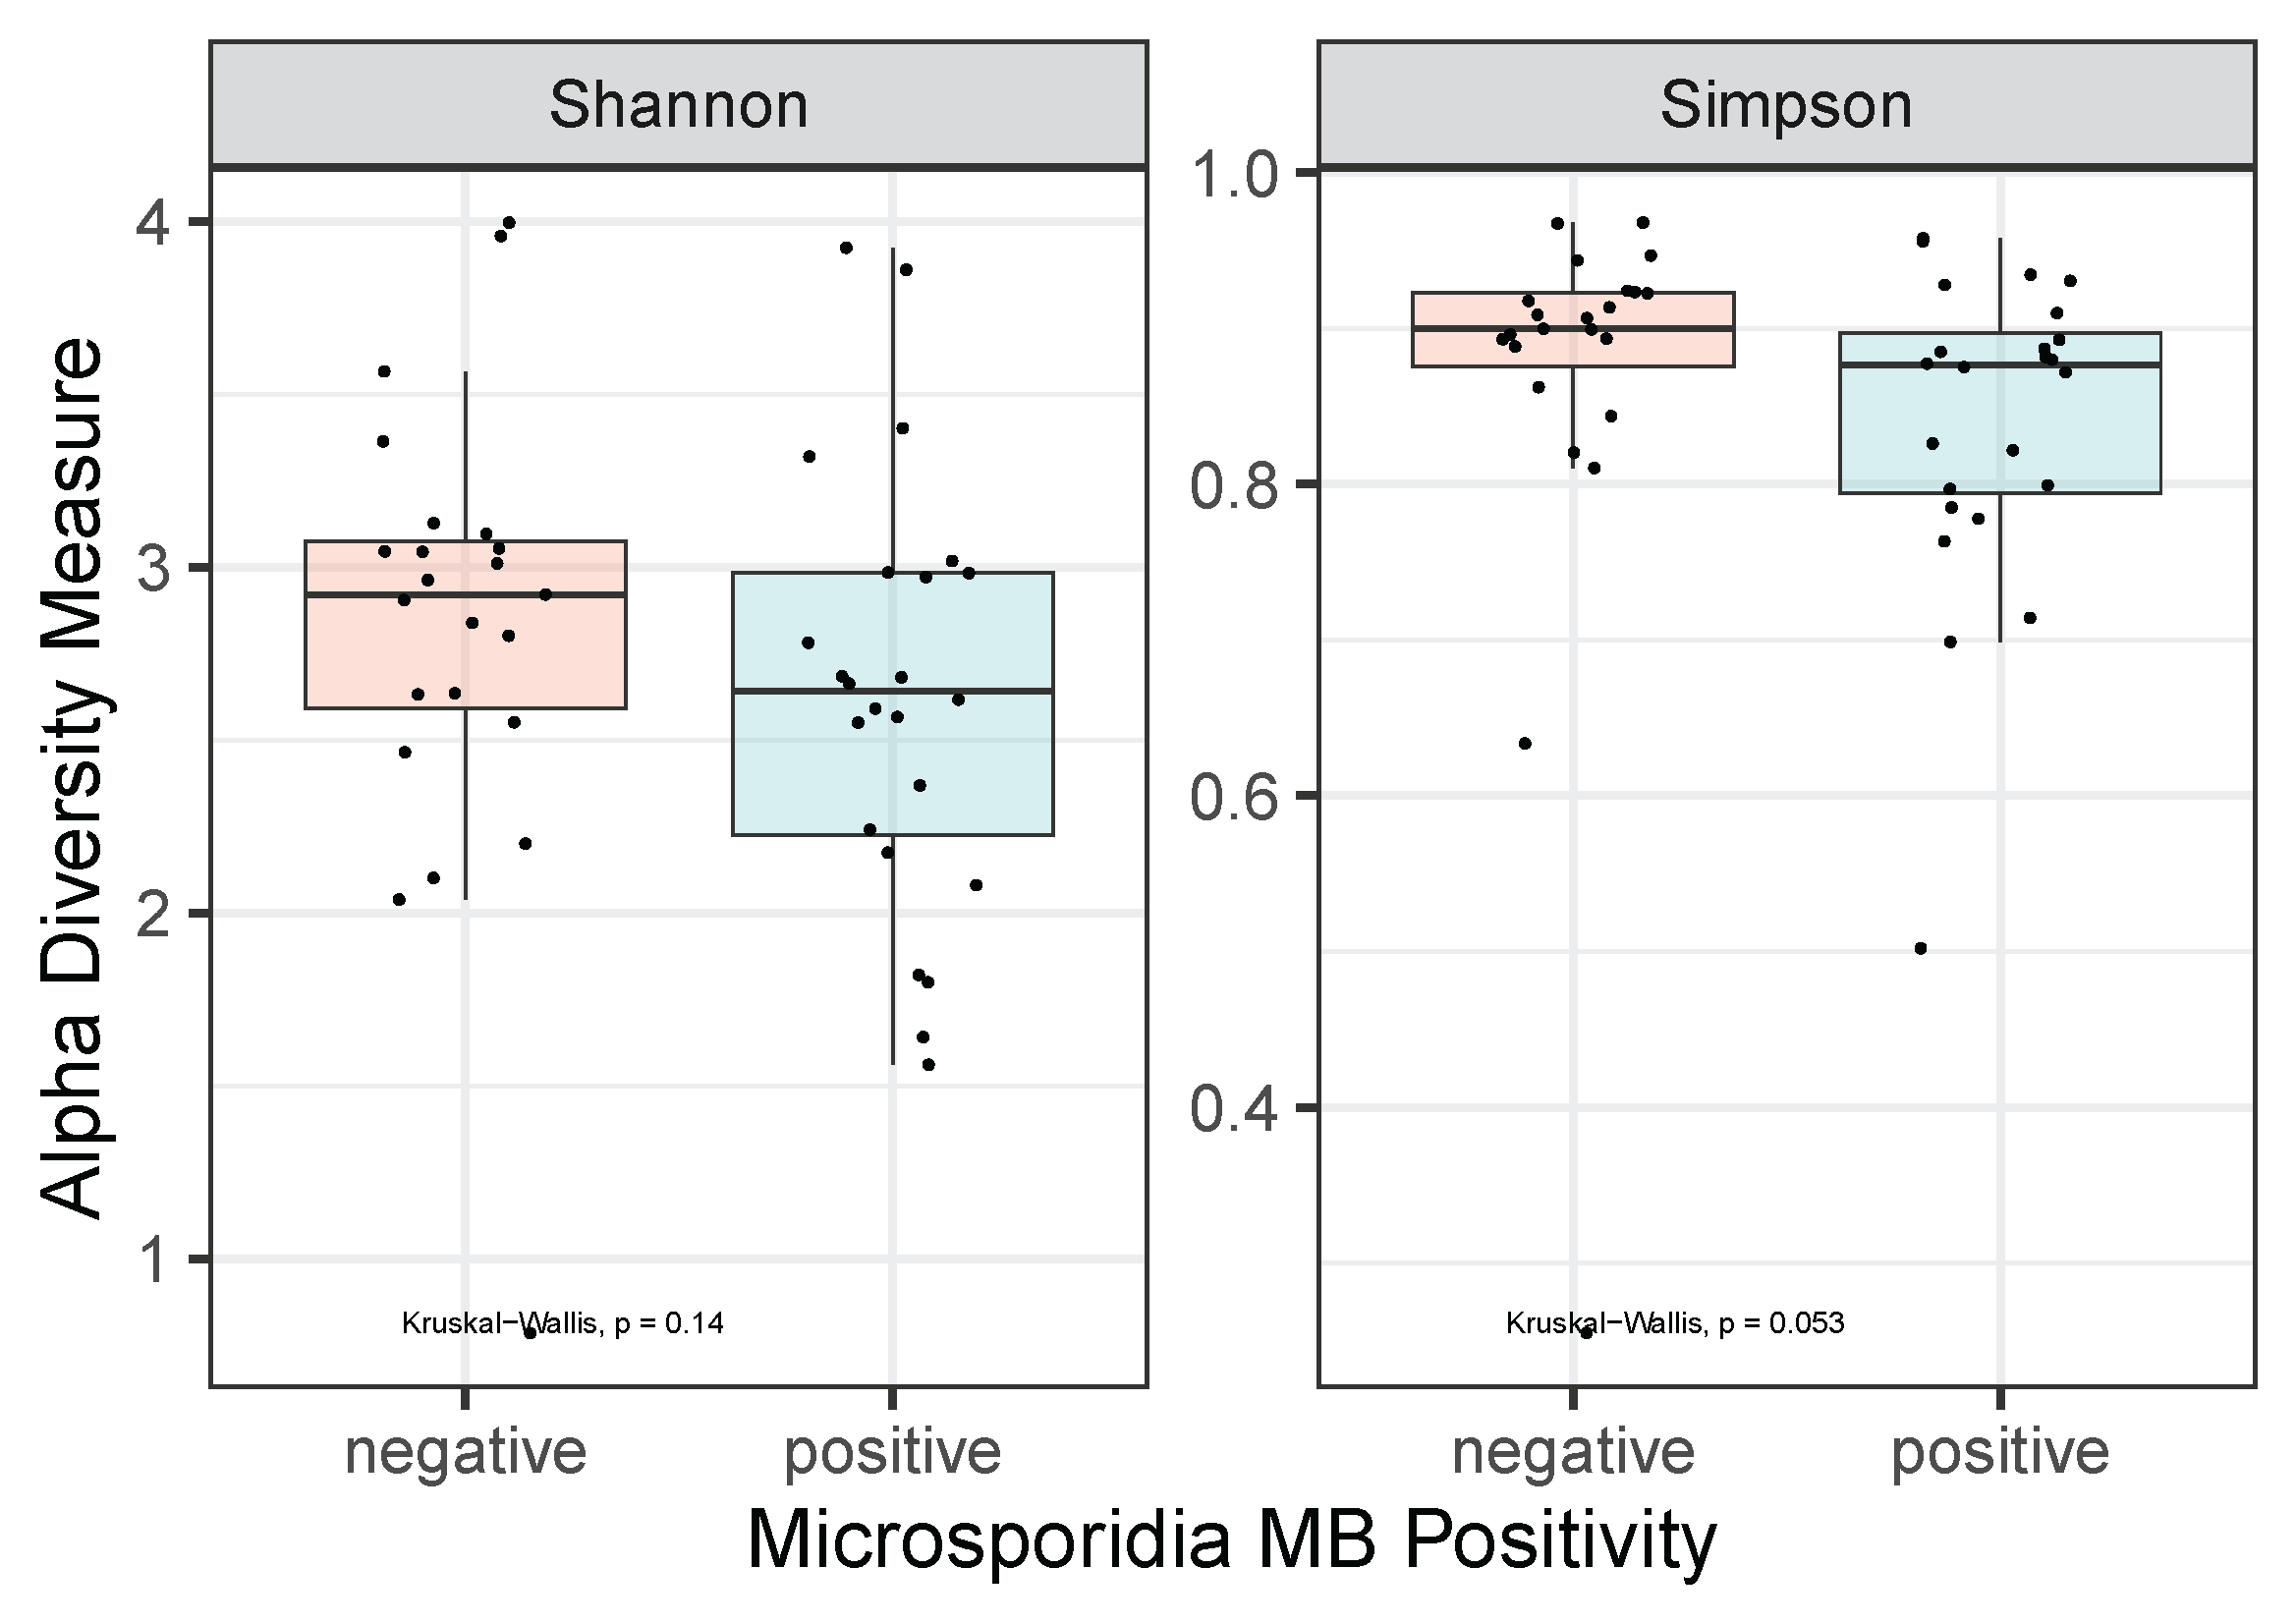 Shannon
Simpson
Alpha Diversity Measure
4
3
2
1
1.0
0.8
0.6
0.4
Kruskal−Wallis, p = 0.14
Kruskal−Wallis, p = 0.053
negative
positive
negative
positive
Microsporidia MB Positivity